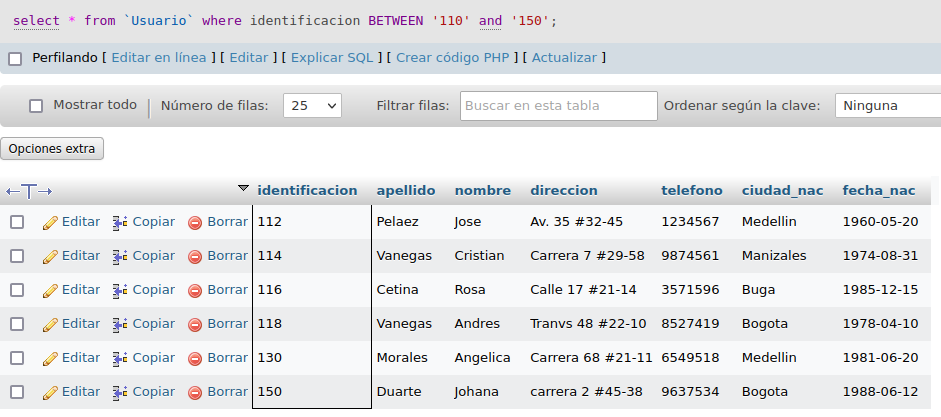 select * from `Usuario` where identificacion BETWEEN '110' and '150';
Perfilando [ Editar en línea ] [ Editar ] [ Explicar SQL ] [ Crear código PHP ] [ Actualizar ]
Mostrar todo Número de filas: 25 Filtrar filas: Buscar en esta tabla Ordenar según la clave: Ninguna
Opciones extra
identificacion apellido nombre direccion telefono ciudad_nac fecha_nac
Editar Copiar Borrar 112 Pelaez Jose Av. 35 #32-45 1234567 Medellin 1960-05-20
Editar Copiar Borrar 114 Vanegas Cristian Carrera 7 #29-58 9874561 Manizales 1974-08-31
Editar Copiar Borrar 116 Cetina Rosa Calle 17 #21-14 3571596 Buga 1985-12-15
Editar Copiar Borrar 118 Vanegas Andres Tranvs 48 #22-10 8527419 Bogota 1978-04-10
Editar Copiar Borrar 130 Morales Angelica Carrera 68 #21-11 6549518 Medellin 1981-06-20
Editar Copiar Borrar 150 Duarte Johana carrera 2 #45-38 9637534 Bogota 1988-06-12